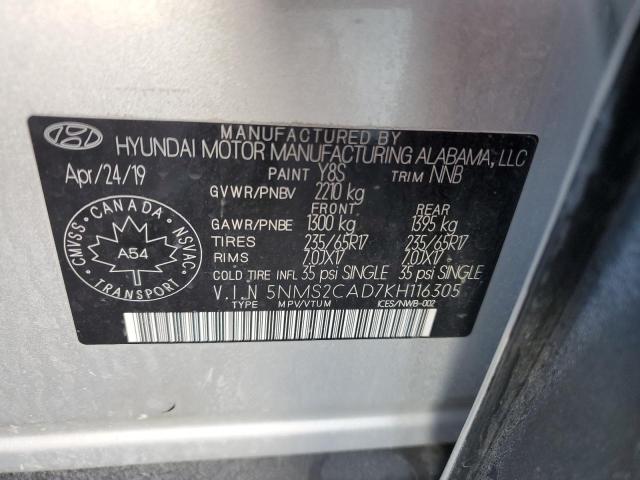 MANUFACTURED BY
HYUNDAI MOTOR MANUFACTURING ALABAMA, LLC
Apr/24/19 PAINT Y8S TRIM NNB
GVWR/PNBV 2210 kg
FRONT REAR
GAWR/PNBE 1300 kg 1395 kg
TIRES 235/65R17 235/65R17
RIMS 7.0JX17 7.0JX17
COLD TIRE INFL 35 psi SINGLE 35 psi SINGLE
V.I.N 5NMS2CAD7KH116305
TYPE MPV/VTUM ICES/NWB-002
CMVSS - CANADA - NSVAC
A54
TRANSPORT